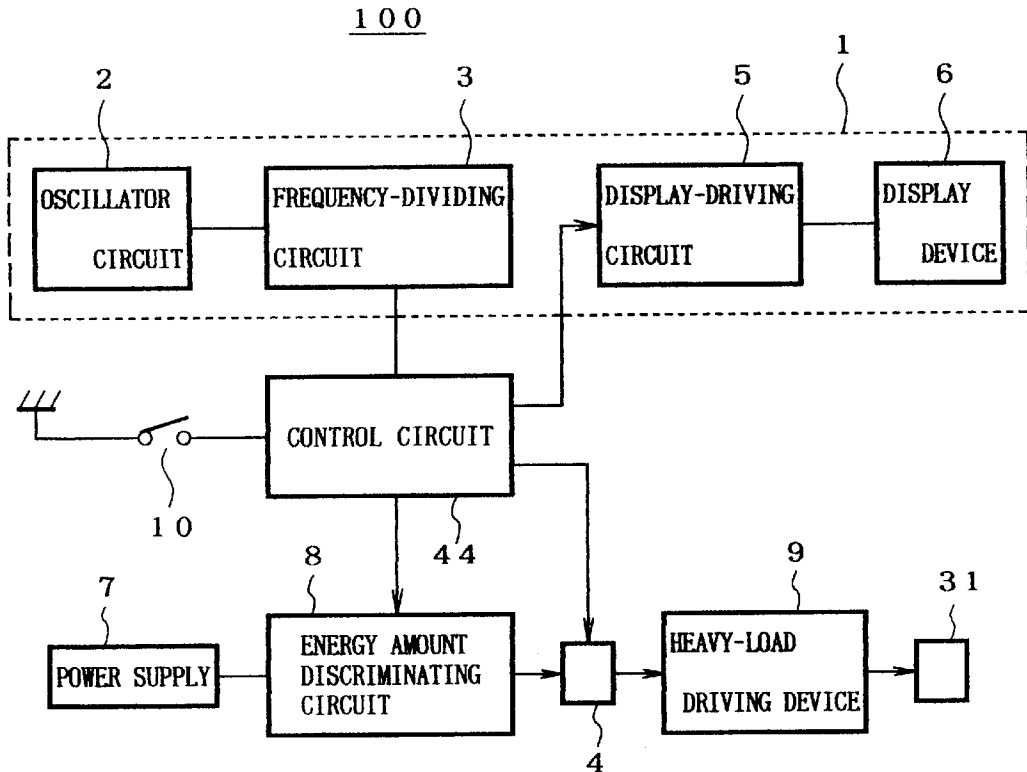 100
1
2
3
5
6
OSCILLATOR
CIRCUIT
FREQUENCY-DIVIDING
CIRCUIT
DISPLAY-DRIVING
CIRCUIT
DISPLAY
DEVICE
CONTROL CIRCUIT
10
44
7
8
9
31
POWER SUPPLY
ENERGY AMOUNT
DISCRIMINATING
CIRCUIT
HEAVY-LOAD
DRIVING DEVICE
4